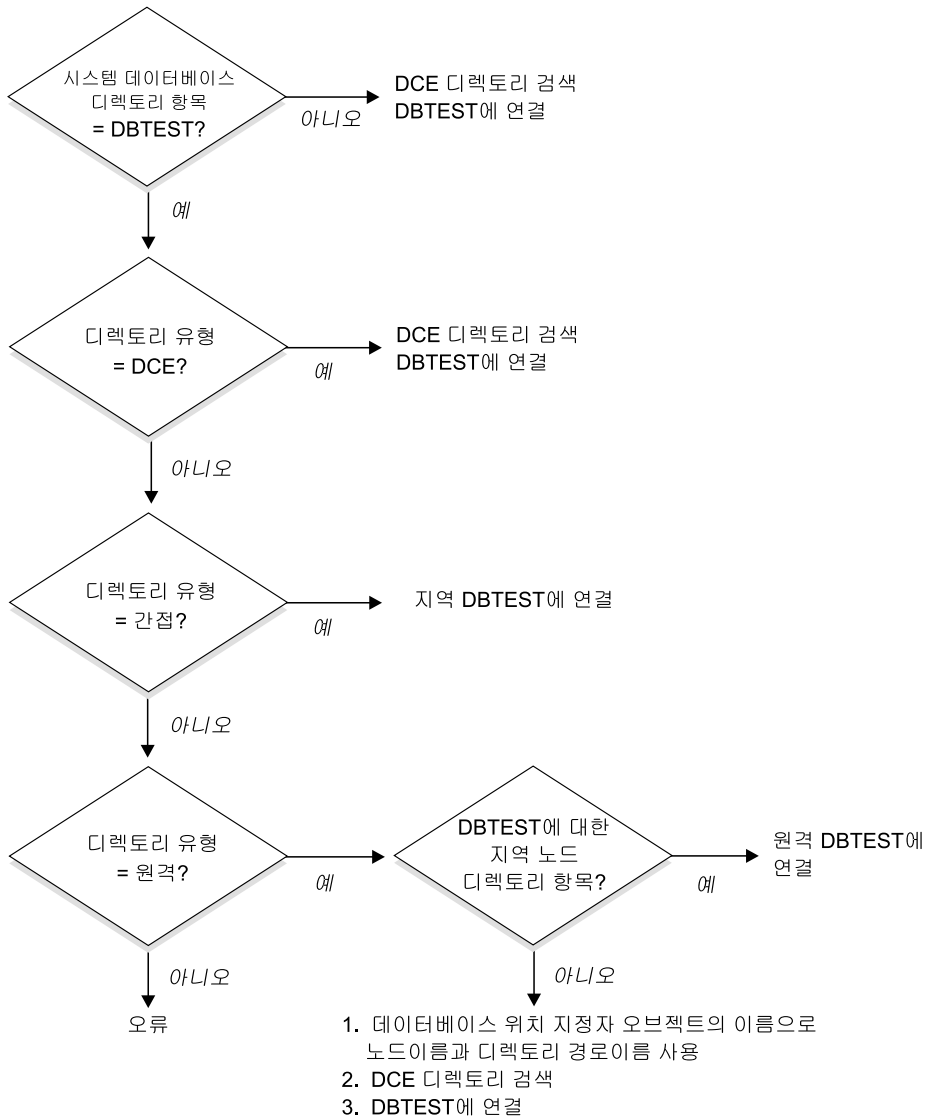 시스템 데이터베이스
디렉토리 항목
= DBTEST?
아니오
DCE 디렉토리 검색
DBTEST에 연결
예
디렉토리 유형
= DCE?
예
DCE 디렉토리 검색
DBTEST에 연결
아니오
디렉토리 유형
= 간접?
예
지역 DBTEST에 연결
아니오
디렉토리 유형
= 원격?
예
DBTEST에 대한
지역 노드
디렉토리 항목?
예
원격 DBTEST에
연결
아니오
오류
아니오
1. 데이터베이스 위치 지정자 오브젝트의 이름으로
노드이름과 디렉토리 경로이름 사용
2. DCE 디렉토리 검색
3. DBTEST에 연결